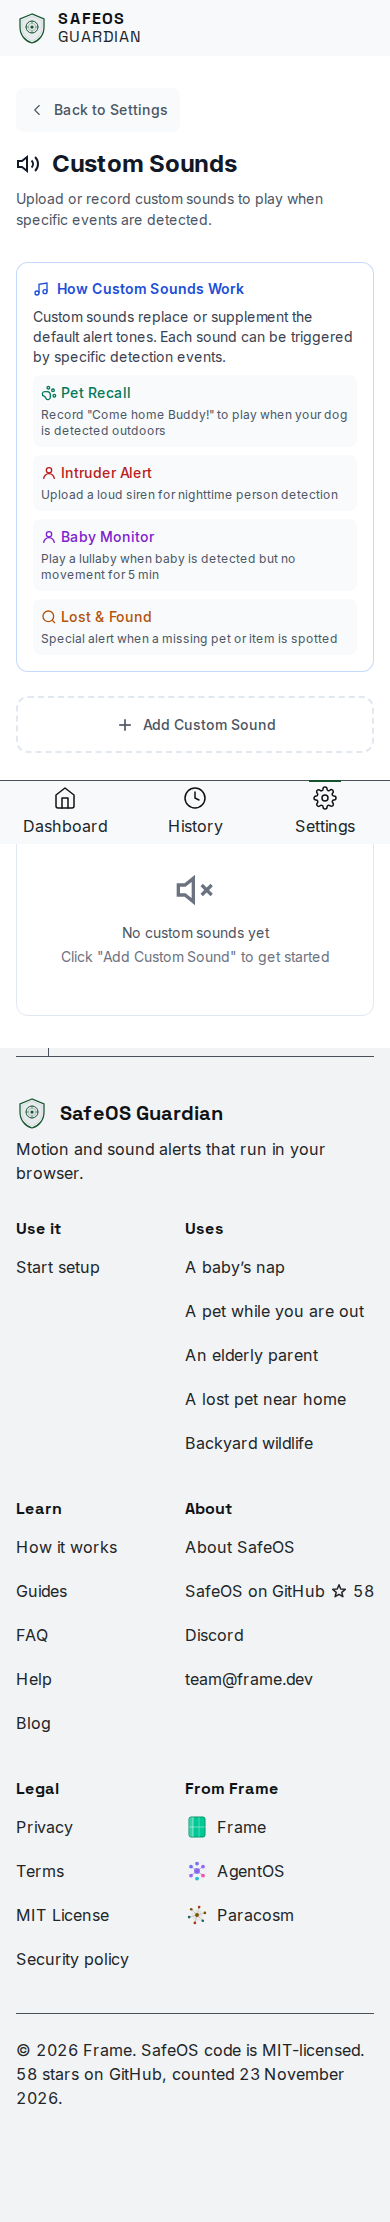 SAFEOS
GUARDIAN
Back to Settings
Custom Sounds
Upload or record custom sounds to play when
specific events are detected.
How Custom Sounds Work
Custom sounds replace or supplement the
default alert tones. Each sound can be triggered
by specific detection events.
Pet Recall
Record "Come home Buddy!" to play when your dog
is detected outdoors
Intruder Alert
Upload a loud siren for nighttime person detection
Baby Monitor
Play a lullaby when baby is detected but no
movement for 5 min
Lost & Found
Special alert when a missing pet or item is spotted
Add Custom Sound
Dashboard
History
Settings
No custom sounds yet
Click "Add Custom Sound" to get started
SafeOS Guardian
Motion and sound alerts that run in your
browser.
Use it
Start setup
Uses
A baby’s nap
A pet while you are out
An elderly parent
A lost pet near home
Backyard wildlife
Learn
How it works
Guides
FAQ
Help
Blog
About
About SafeOS
SafeOS on GitHub ☆ 58
Discord
team@frame.dev
Legal
Privacy
Terms
MIT License
Security policy
From Frame
Frame
AgentOS
Paracosm
© 2026 Frame. SafeOS code is MIT-licensed.
58 stars on GitHub, counted 23 November
2026.